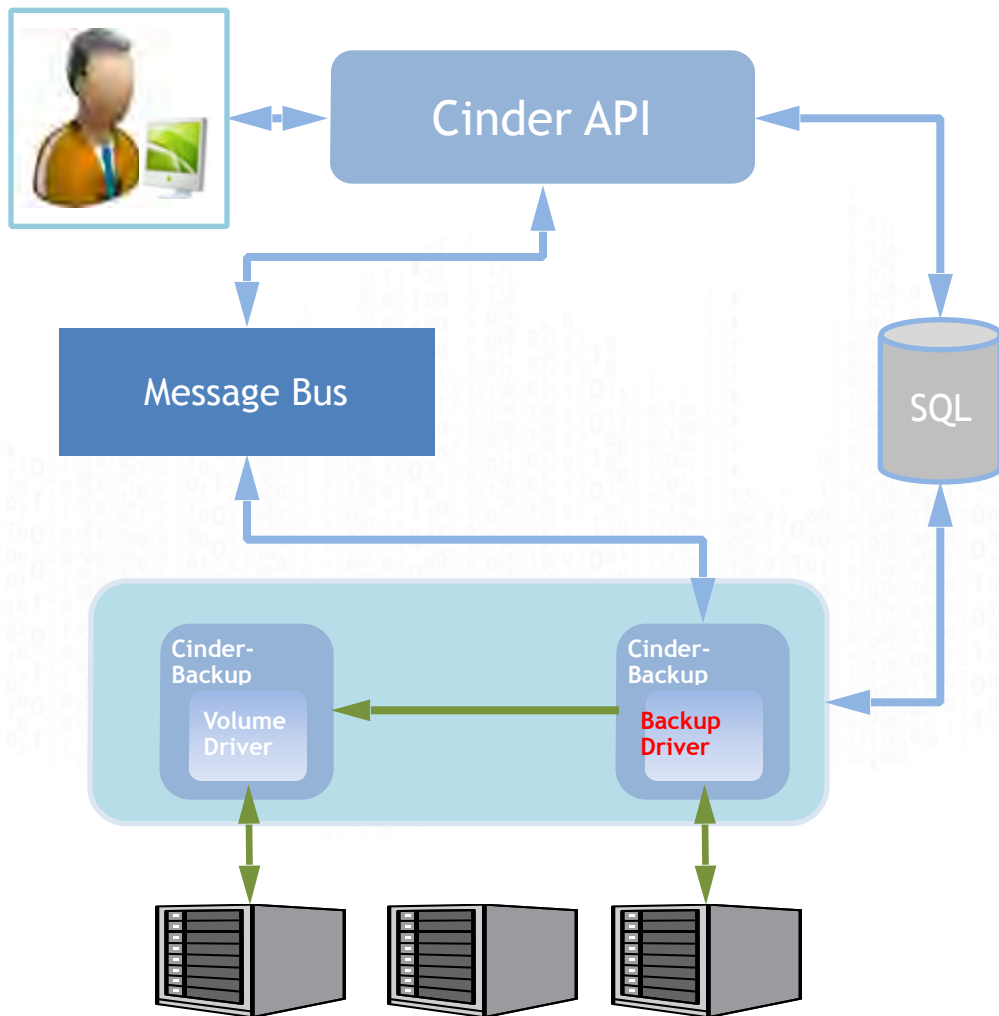 Cinder API
Message Bus
SQL
Cinder-
Backup
Volume
Driver
Cinder-
Backup
Backup
Driver